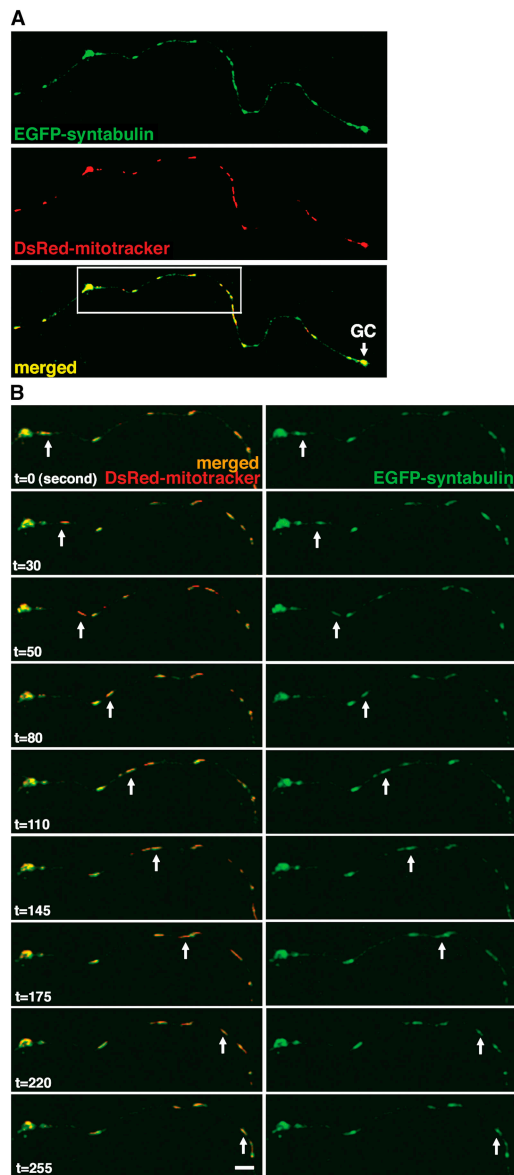 A
EGFP-syntabulin
DsRed-mitotracker
GC
merged
B
merged
t=0 (second) DsRed-mitotracker
EGFP-syntabulin
t=30
t=50
t=80
t=110
t=145
t=175
t=220
t=255